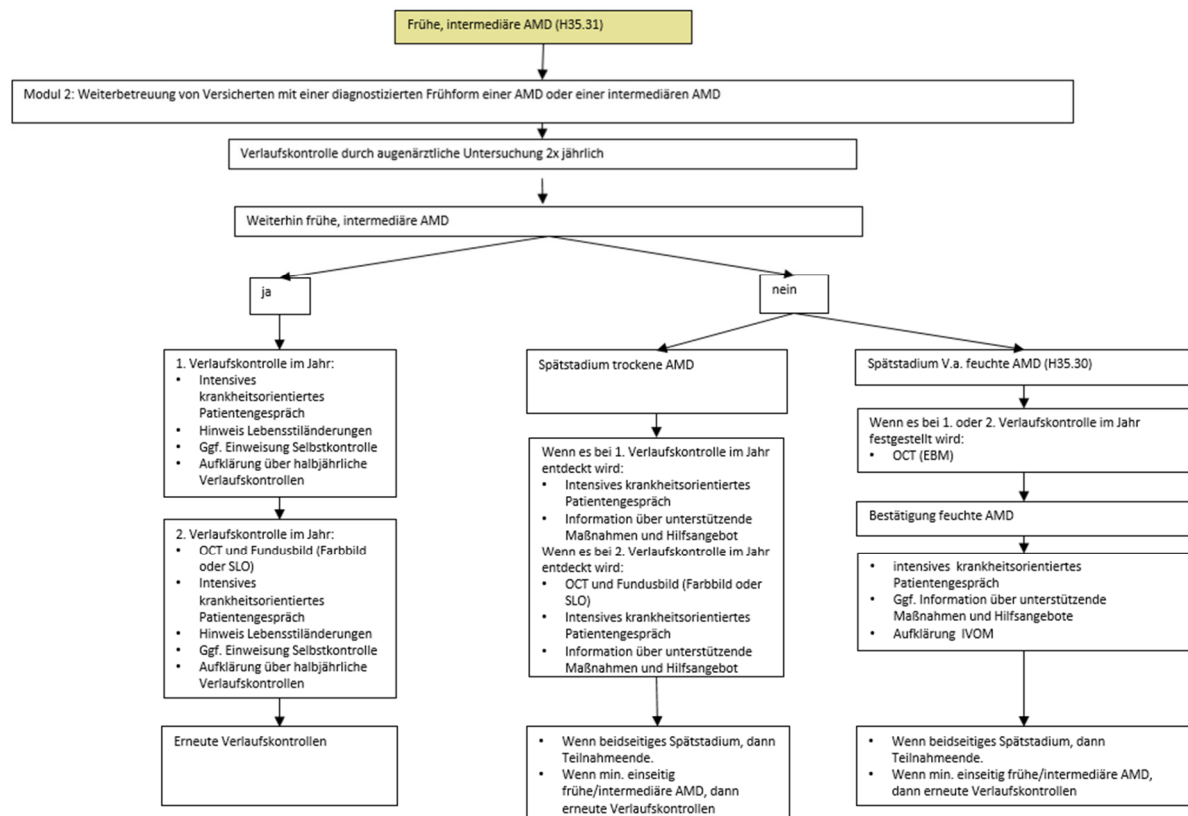 Frühe, intermediäre AMD (H35.31)
Modul 2: Weiterbetreuung von Versicherten mit einer diagnostizierten Frühform einer AMD oder einer intermediären AMD
Verlaufskontrolle durch augenärztliche Untersuchung 2x jährlich
Weiterhin frühe, intermediäre AMD
ja
nein
1. Verlaufskontrolle im Jahr:
• Intensives
krankheitsorientiertes
Patientengespräch
• Hinweis Lebensstiländerungen
• Ggf. Einweisung Selbstkontrolle
• Aufklärung über halbjährliche
Verlaufskontrollen
2. Verlaufskontrolle im Jahr:
• OCT und Fundusbild (Farbbild
oder SLO)
• Intensives
krankheitsorientiertes
Patientengespräch
• Hinweis Lebensstiländerungen
• Ggf. Einweisung Selbstkontrolle
• Aufklärung über halbjährliche
Verlaufskontrollen
Erneute Verlaufskontrollen
Spätstadium trockene AMD
Wenn es bei 1. Verlaufskontrolle im Jahr
entdeckt wird:
• Intensives krankheitsorientiertes
Patientengespräch
• Information über unterstützende
Maßnahmen und Hilfsangebot
Wenn es bei 2. Verlaufskontrolle im Jahr
entdeckt wird:
• OCT und Fundusbild (Farbbild oder
SLO)
• Intensives krankheitsorientiertes
Patientengespräch
• Information über unterstützende
Maßnahmen und Hilfsangebot
• Wenn beidseitiges Spätstadium, dann
Teilnahmeende.
• Wenn min. einseitig
frühe/intermediäre AMD, dann
erneute Verlaufskontrollen
Spätstadium V.a. feuchte AMD (H35.30)
Wenn es bei 1. oder 2. Verlaufskontrolle im Jahr
festgestellt wird:
• OCT (EBM)
Bestätigung feuchte AMD
• intensives krankheitsorientiertes
Patientengespräch
• Ggf. Information über unterstützende
Maßnahmen und Hilfsangebote
• Aufklärung IVOM
• Wenn beidseitiges Spätstadium, dann
Teilnahmeende.
• Wenn min. einseitig frühe/intermediäre AMD,
dann erneute Verlaufskontrollen